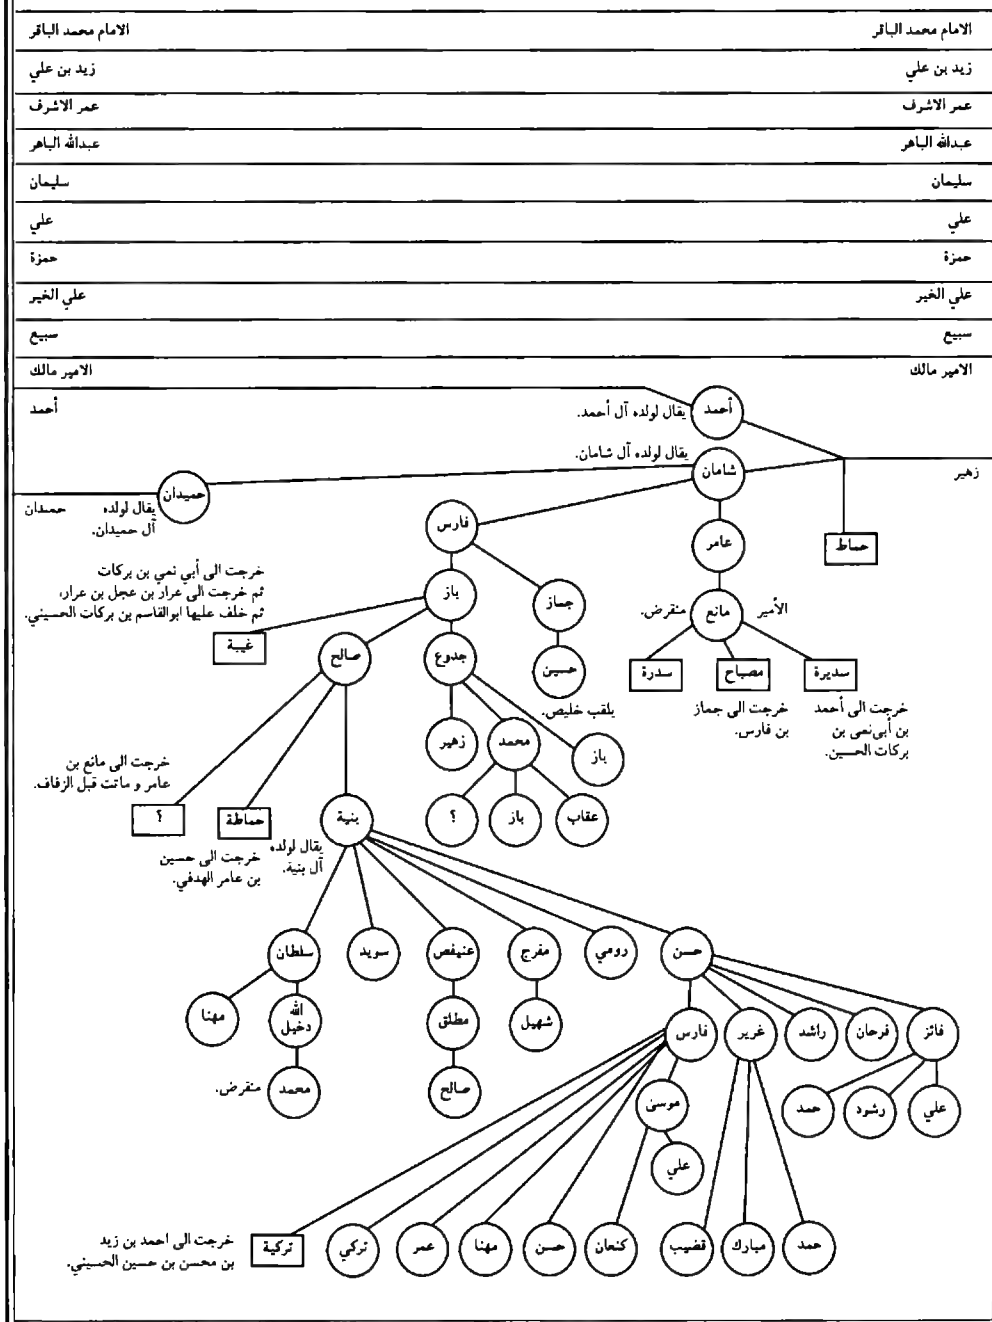 الامام محمد الباقر
الامام محمد الباقر
زيد بن علي
زيد بن علي
عمر الاشرف
عمر الاشرف
عبدالله الباهر
عبدالله الباهر
سليمان
سليمان
علي
علي
حمزة
حمزة
علي الخير
علي الخير
سبيع
سبيع
الامير مالك
الامير مالك
أحمد
يقال لولده آل أحمد.
أحمد
زهير
شامان
يقال لولده آل شامان.
حميدان
يقال لولده
آل حميدان.
حمىدان
فارس
عامر
حماط
خرجت الى أبي نمي بن بركات
ثم خرجت الى عرار بن عجل بن عرار،
ثم خلف عليها ابوالقاسم بن بركات الحسيني.
باز
جماز
الأمير
مانع
منقرض.
غيبة
صالح
جدوع
حسين
يلقب خليص.
سديرة
مصباح
سدرة
خرجت الى أحمد
بن أبي‌نمى بن
بركات الحسين.
خرجت الى جماز
بن فارس.
زهير
محمد
باز
خرجت الى مانع بن
عامر و ماتت قبل الزفاف.
؟
حماطة
خرجت الى حسين
بن عامر الهدفي.
بنية
يقال لولده
آل بنية.
؟
باز
عقاب
حسن
رومي
مفرج
عنيفص
سويد
سلطان
فائز
فرحان
راشد
غرير
فارس
شهيل
مطلق
الله
دخيل
مهنا
علي
رشود
حمد
موسى
صالح
محمد
منقرض.
علي
حمد
مبارك
قضيب
كنعان
حسن
مهنا
عمر
تركي
تركية
خرجت الى احمد بن زيد
بن محسن بن حسين الحسيني.